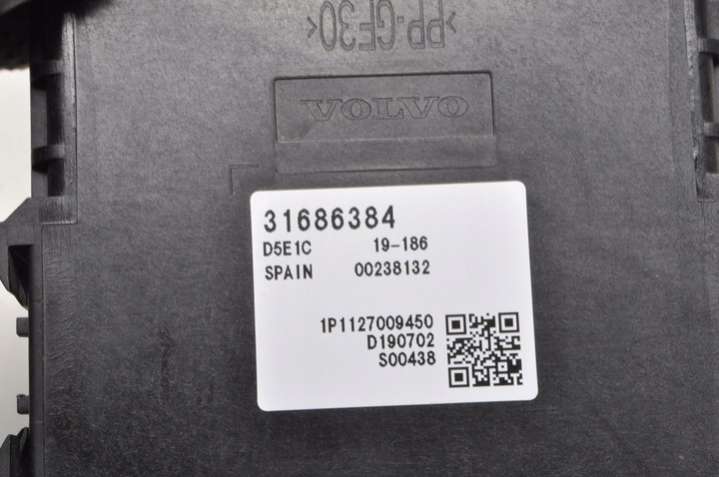 >PP-GF30<
VOLVO
31686384
D5E1C 19-186
SPAIN 00238132
1P1127009450
D190702
S00438